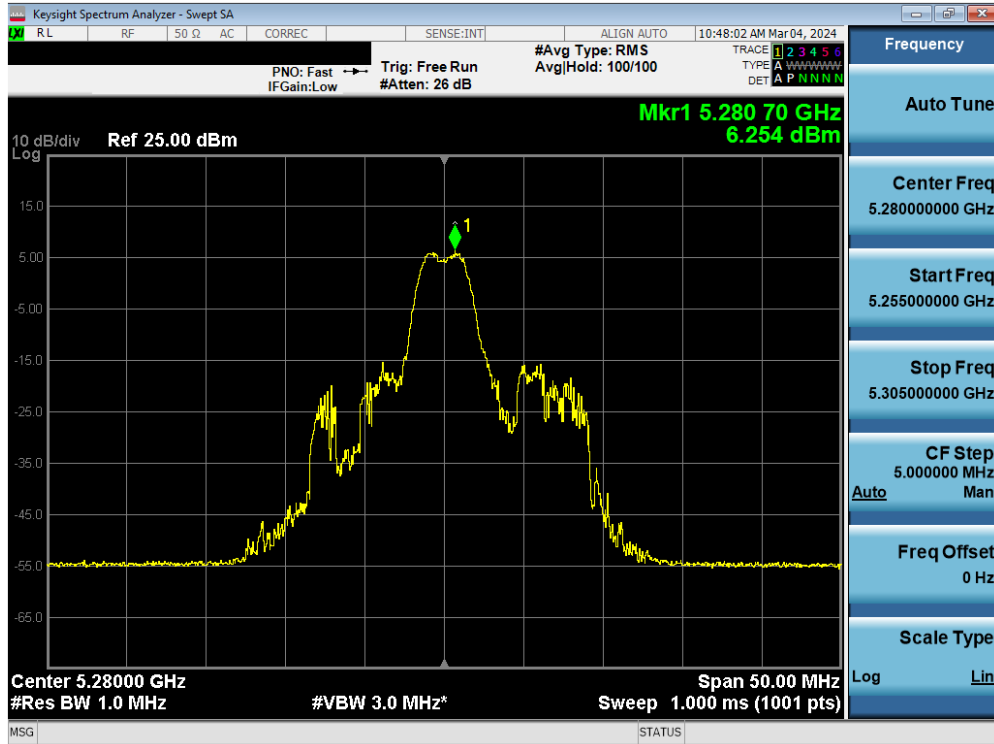 Keysight Spectrum Analyzer - Swept SA
LXI RL RF 50 Ω AC CORREC SENSE:INT ALIGN AUTO 10:48:02 AM Mar 04, 2024
PNO: Fast
IFGain:Low
Trig: Free Run
#Atten: 26 dB
#Avg Type: RMS
Avg|Hold: 100/100
TRACE 1 2 3 4 5 6
TYPE A WWWWW
DET A P N N N N
Mkr1 5.280 70 GHz
6.254 dBm
10 dB/div
Log
Ref 25.00 dBm
15.0
5.00
-5.00
-15.0
-25.0
-35.0
-45.0
-55.0
-65.0
1
Center 5.28000 GHz
#Res BW 1.0 MHz
#VBW 3.0 MHz*
Span 50.00 MHz
Sweep 1.000 ms (1001 pts)
MSG
STATUS
Frequency
Auto Tune
Center Freq
5.280000000 GHz
Start Freq
5.255000000 GHz
Stop Freq
5.305000000 GHz
CF Step
5.000000 MHz
Auto Man
Freq Offset
0 Hz
Scale Type
Log Lin